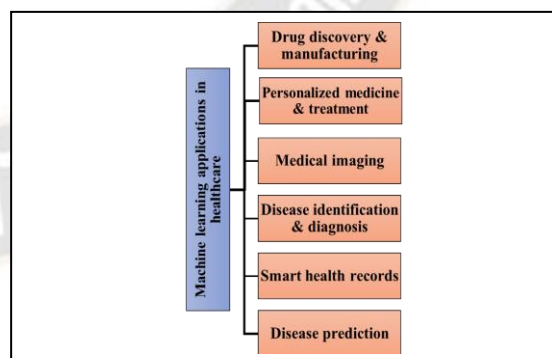 Machine learning applications in
healthcare
Drug discovery &
manufacturing
Personalized medicine
& treatment
Medical imaging
Disease identification
& diagnosis
Smart health records
Disease prediction